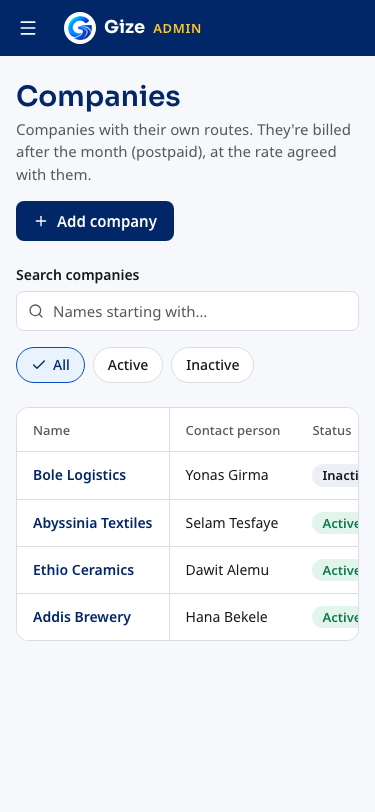 Gize ADMIN
Companies
Companies with their own routes. They're billed
after the month (postpaid), at the rate agreed
with them.
Add company
Search companies
Names starting with...
All Active Inactive
Name Contact person Status
Bole Logistics Yonas Girma Inacti
Abyssinia Textiles Selam Tesfaye Active
Ethio Ceramics Dawit Alemu Active
Addis Brewery Hana Bekele Active